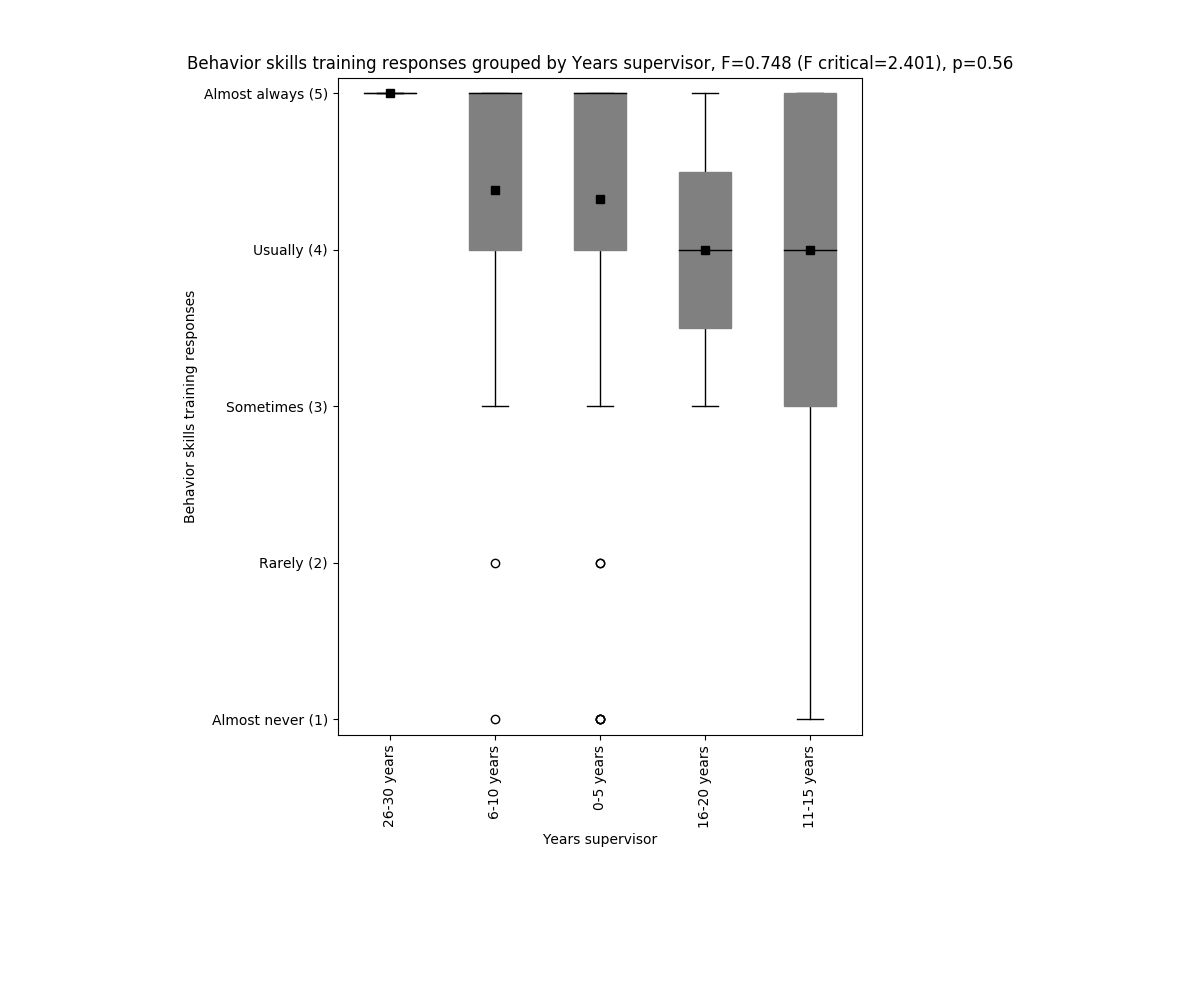 Behavior skills training responses grouped by Years supervisor, F=0.748 (F critical=2.401), p=0.56
Almost always (5)
Usually (4)
Sometimes (3)
Rarely (2)
Almost never (1)
Behavior skills training responses
26-30 years
6-10 years
0-5 years
16-20 years
11-15 years
Years supervisor